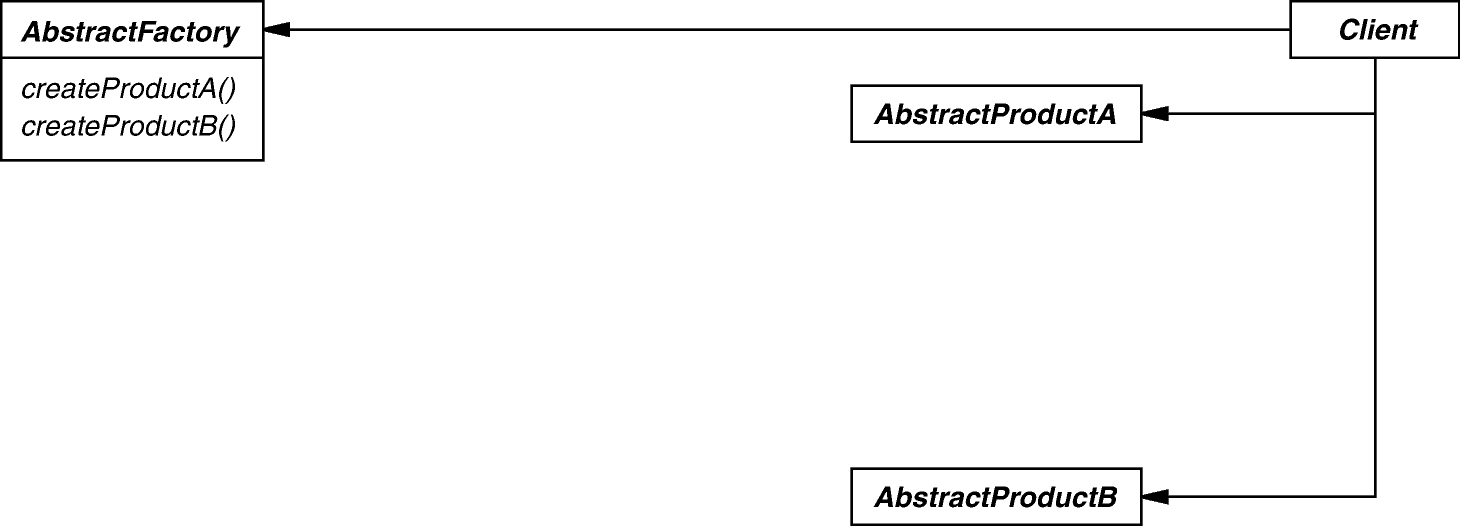 AbstractFactory
createProductA()
createProductB()
Client
AbstractProductA
AbstractProductB